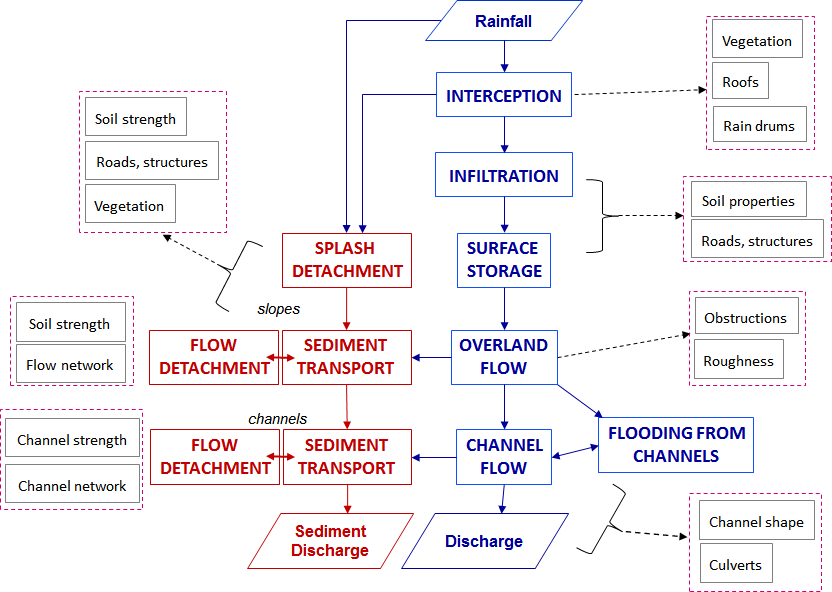 Rainfall
Vegetation
Roofs
Rain drums
INTERCEPTION
Soil strength
Roads, structures
Vegetation
INFILTRATION
Soil properties
Roads, structures
SPLASH
DETACHMENT
SURFACE
STORAGE
slopes
Soil strength
Flow network
FLOW
DETACHMENT
SEDIMENT
TRANSPORT
OVERLAND
FLOW
Obstructions
Roughness
channels
Channel strength
Channel network
FLOW
DETACHMENT
SEDIMENT
TRANSPORT
CHANNEL
FLOW
FLOODING FROM
CHANNELS
Sediment
Discharge
Discharge
Channel shape
Culverts